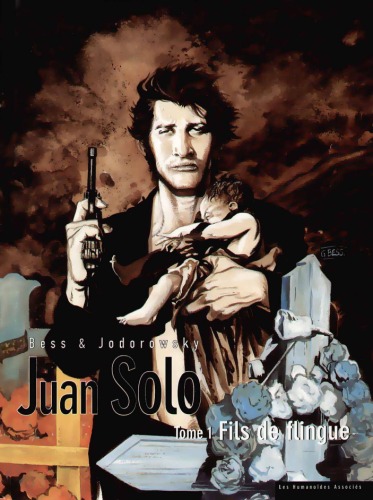 G.BESS.
Bess & Jodorowsky
Juan Solo
Tome 1 Fils de flingue
Les Humanoïdes Associés